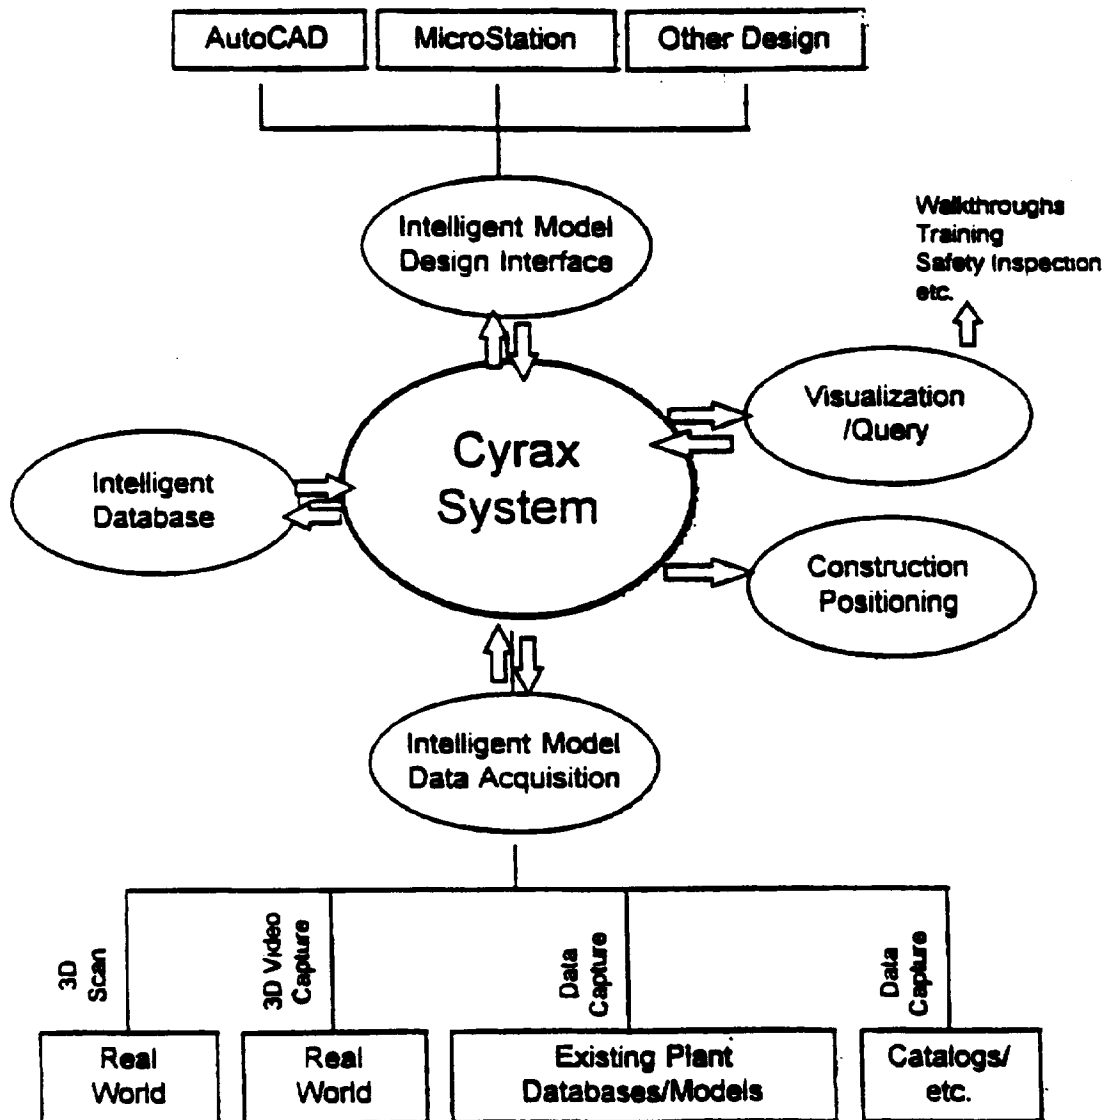 AutoCAD
MicroStation
Other Design
Intelligent Model
Design Interface
Walkthroughs
Training
Safety Inspection
etc.
Visualization
/Query
Cyrax
System
Intelligent
Database
Construction
Positioning
Intelligent Model
Data Acquisition
3D
Scan
3D Video
Capture
Data
Capture
Data
Capture
Real
World
Real
World
Existing Plant
Databases/Models
Catalogs/
etc.